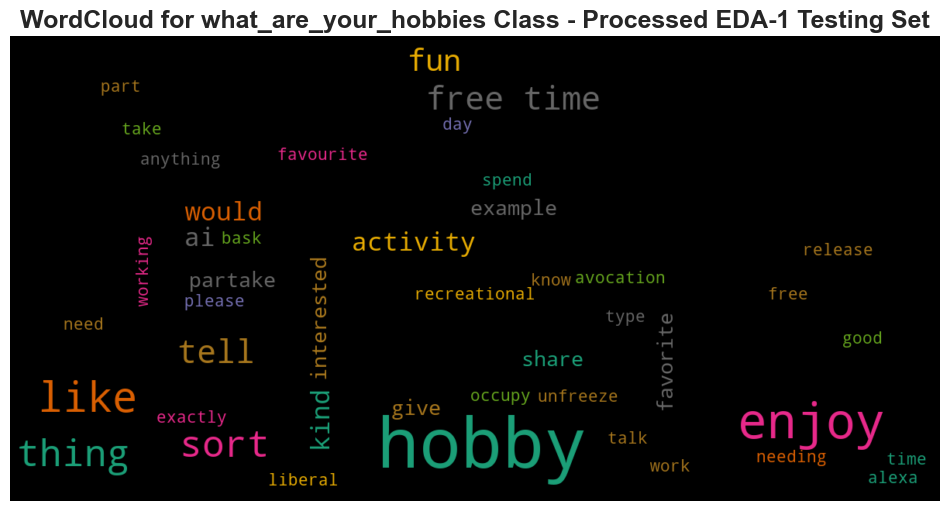 WordCloud for what_are_your_hobbies Class - Processed EDA-1 Testing Set
fun
part
free time
take
day
anything
favourite
spend
example
would
ai
bask
activity
working
release
partake
interested
know
avocation
recreational
free
please
type
need
favorite
good
tell
share
like
kind
give
occupy
unfreeze
exactly
hobby
enjoy
sort
thing
talk
work
needing
time
liberal
alexa